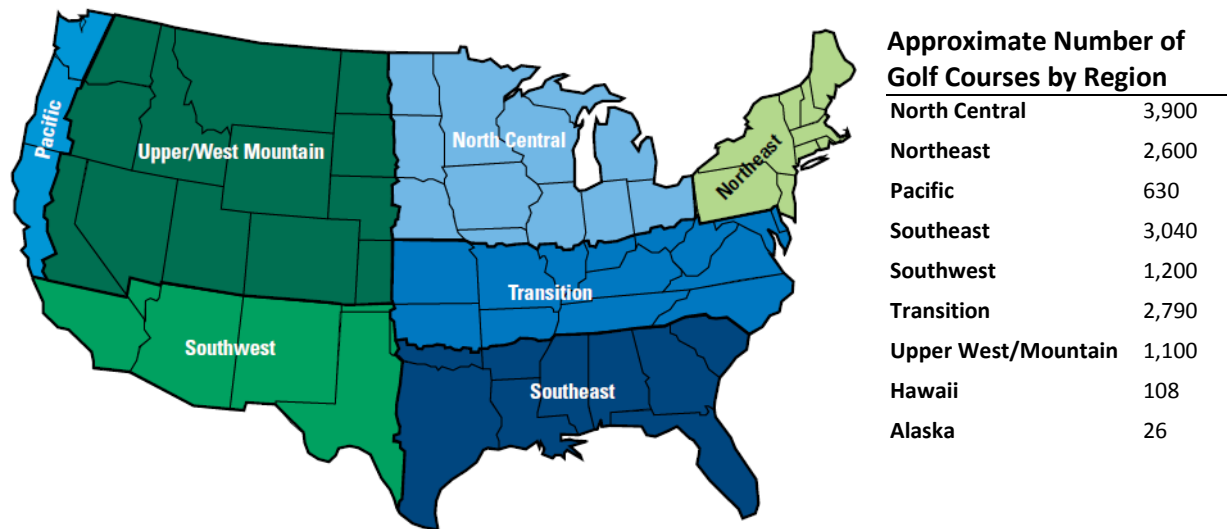 Pacific
Upper/West Mountain
North Central
Northeast
Transition
Southwest
Southeast
Approximate Number of
Golf Courses by Region
North Central 3,900
Northeast 2,600
Pacific 630
Southeast 3,040
Southwest 1,200
Transition 2,790
Upper West/Mountain 1,100
Hawaii 108
Alaska 26